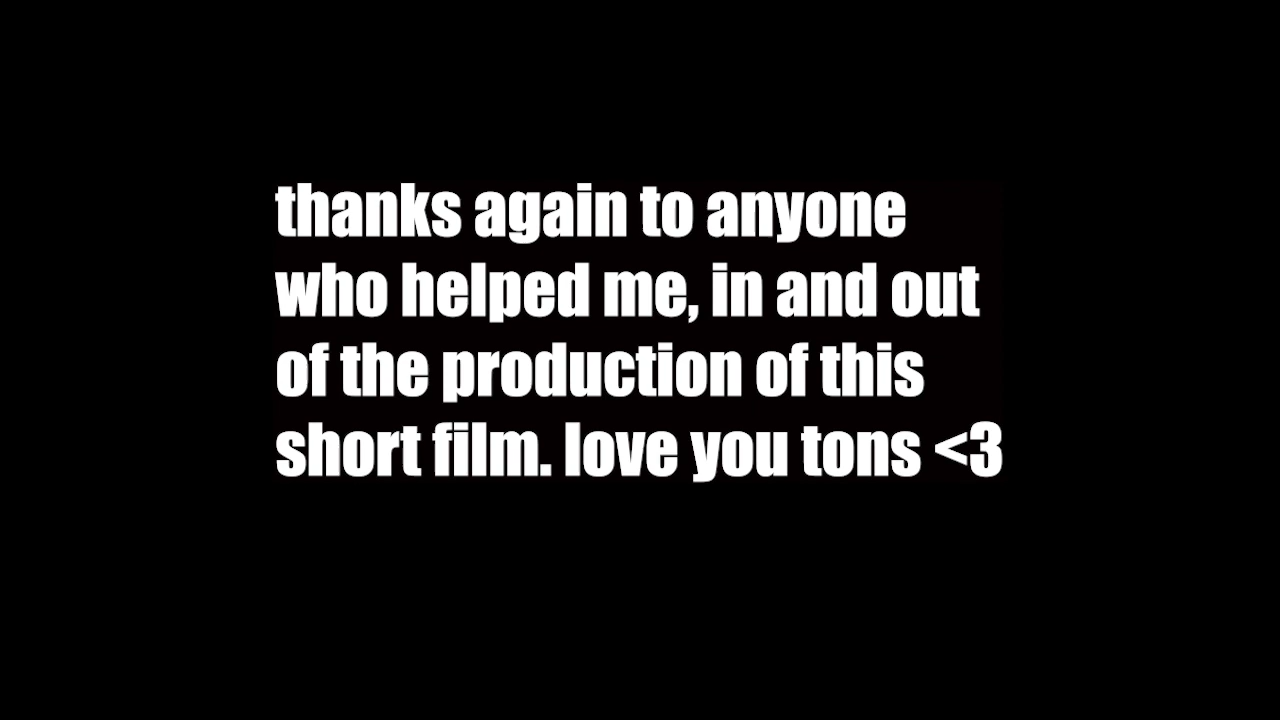 thanks again to anyone
who helped me, in and out
of the production of this
short film. love you tons <3